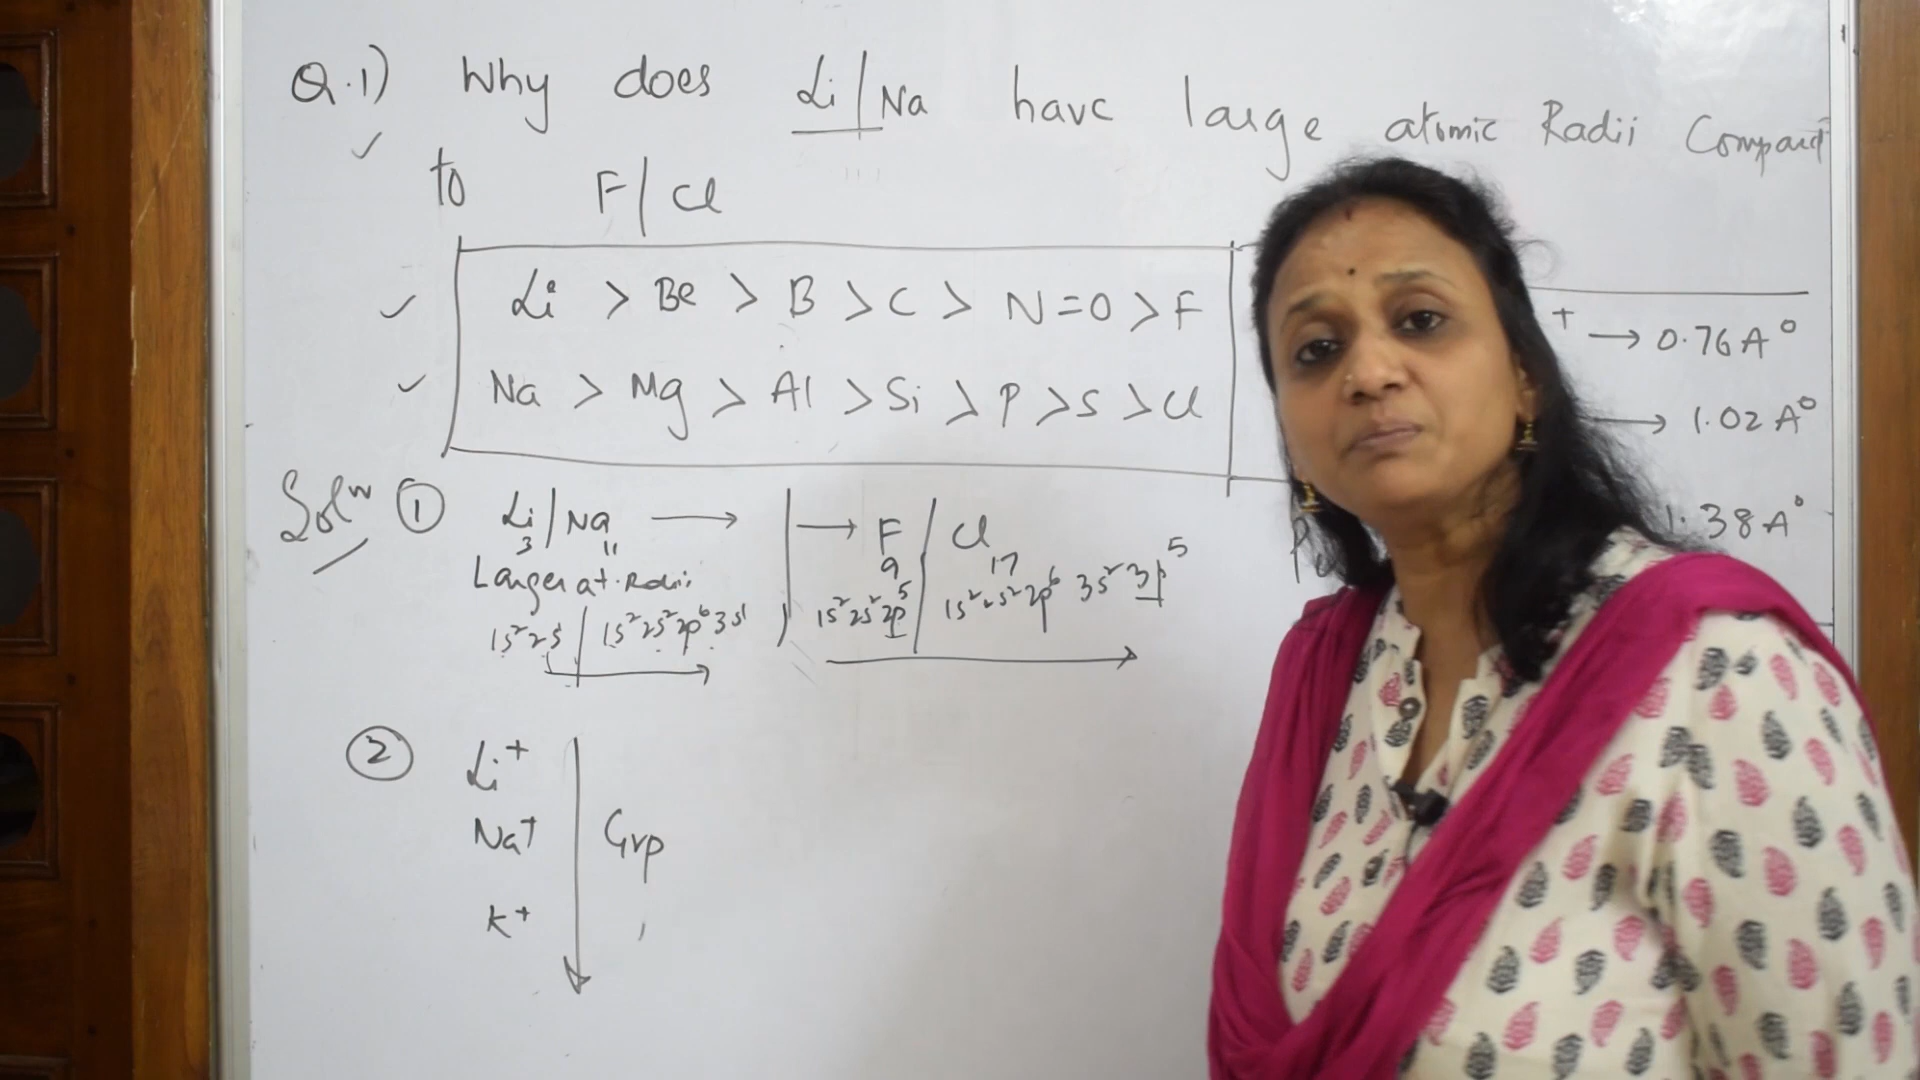 Q.1) Why does Li/Na have large atomic Radii
to F/Cl
Li > Be > B > C > N = O > F
+ → 0.76 A°
Na > Mg > Al > Si > P > S > Cl
→ 1.02 A°
1.38 A°
Solⁿ ① Li/Na → | → F / Cl
3 11 9 17
Larger at. Radii
1s² 2s¹ / 1s² 2s² 2p⁶ 3s¹ 1s² 2s² 2p⁵ 1s² 2s² 2p⁶ 3s² 3p⁵
② Li⁺
Na⁺ Grp
K⁺